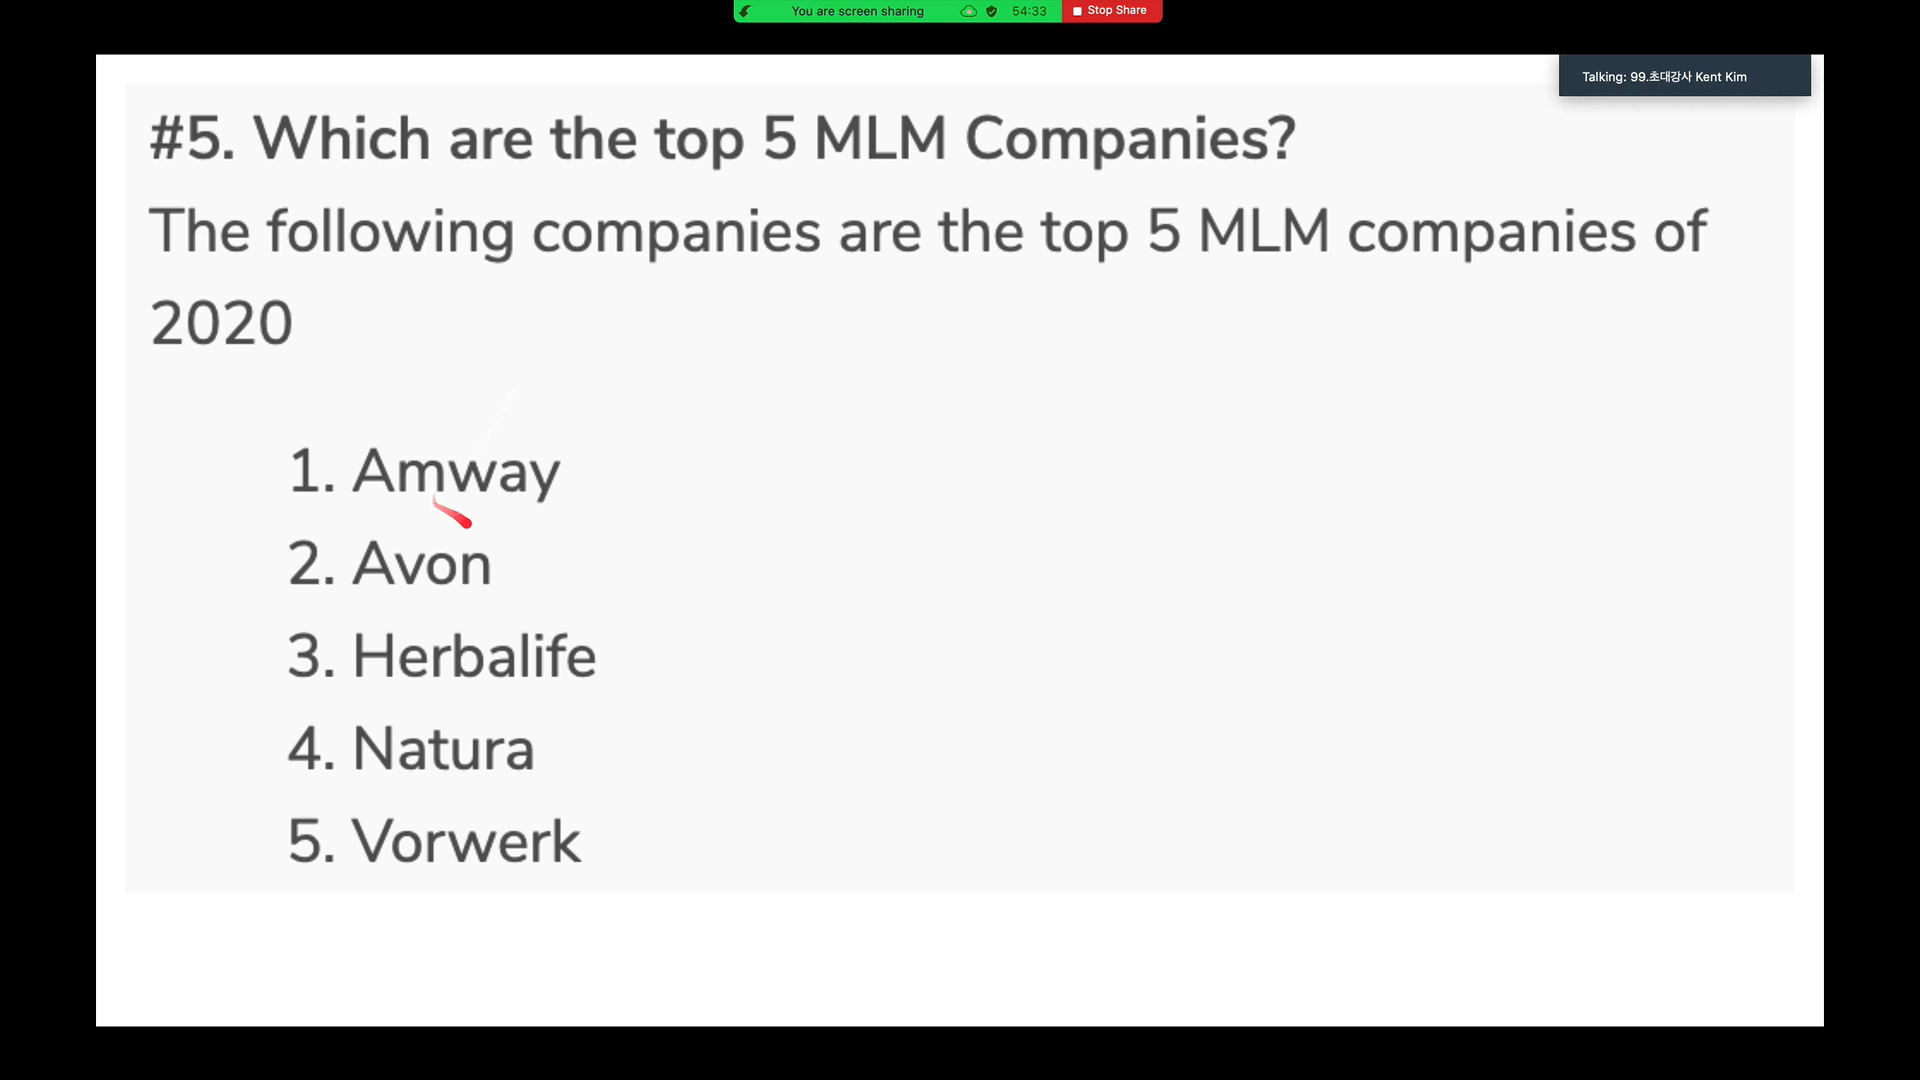 You are screen sharing 54:33 Stop Share
Talking: 99.초대강사 Kent Kim
#5. Which are the top 5 MLM Companies?
The following companies are the top 5 MLM companies of
2020
1. Amway
2. Avon
3. Herbalife
4. Natura
5. Vorwerk